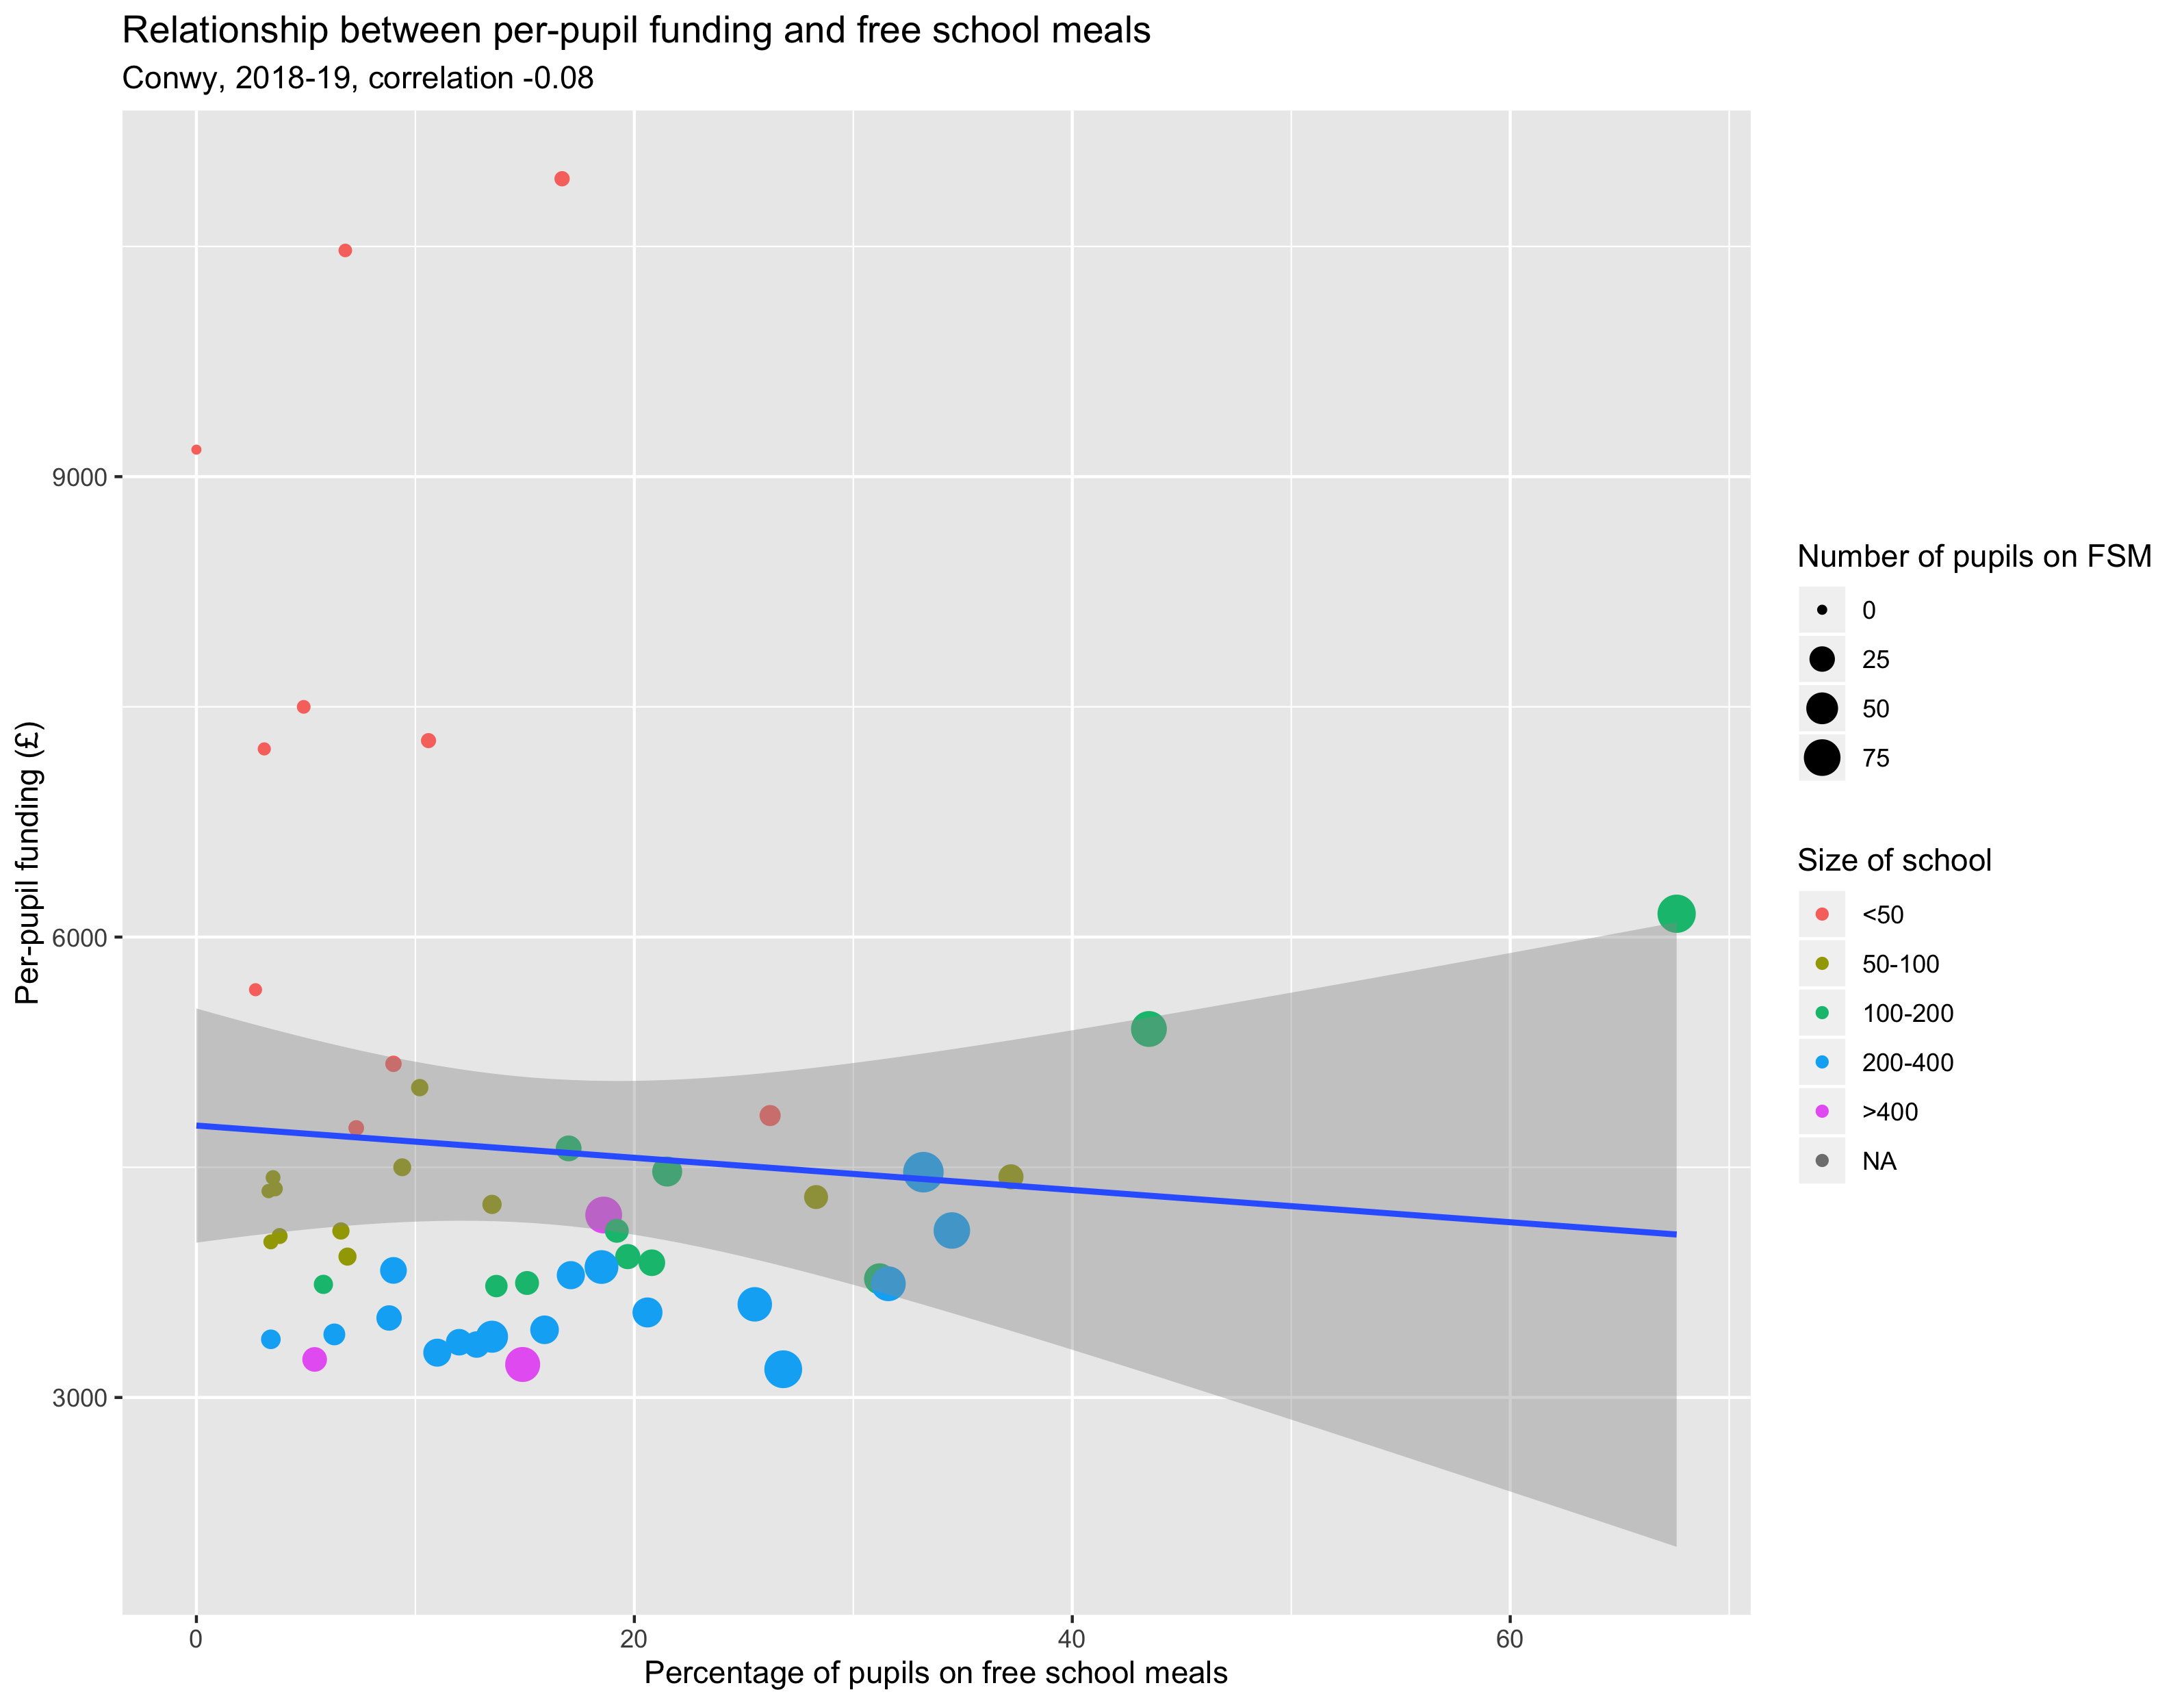 Relationship between per-pupil funding and free school meals
Conwy, 2018-19, correlation -0.08
Per-pupil funding (£)
9000
6000
3000
0
20
40
60
Percentage of pupils on free school meals
Number of pupils on FSM
0
25
50
75
Size of school
<50
50-100
100-200
200-400
>400
NA